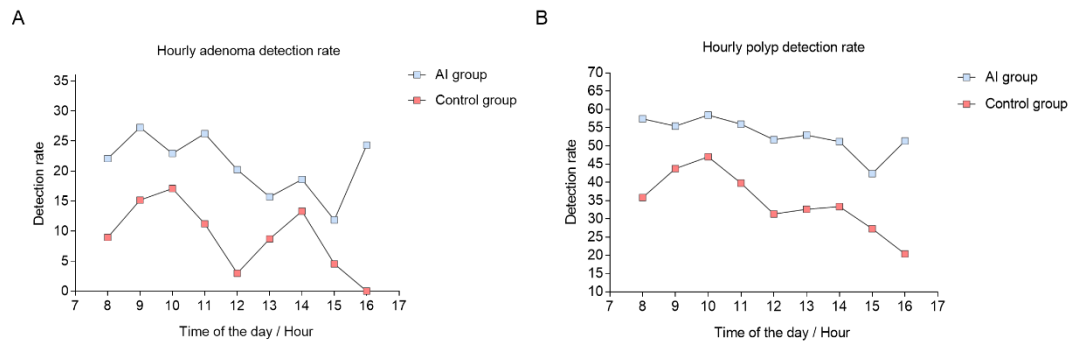 A
Hourly adenoma detection rate
AI group
Control group
Detection rate
35
30
25
20
15
10
5
0
7 8 9 10 11 12 13 14 15 16 17
Time of the day / Hour
B
Hourly polyp detection rate
AI group
Control group
Detection rate
70
65
60
55
50
45
40
35
30
25
20
15
10
7 8 9 10 11 12 13 14 15 16 17
Time of the day / Hour